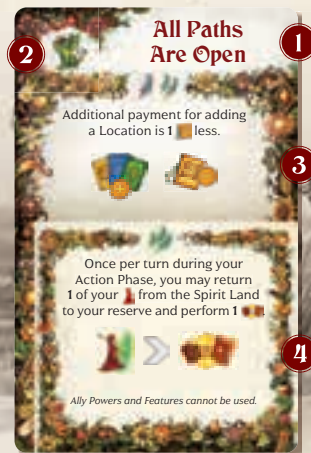 All Paths
Are Open
1
2
Additional payment for adding
a Location is 1 less.
3
Once per turn during your
Action Phase, you may return
1 of your from the Spirit Land
to your reserve and perform 1
4
Ally Powers and Features cannot be used.